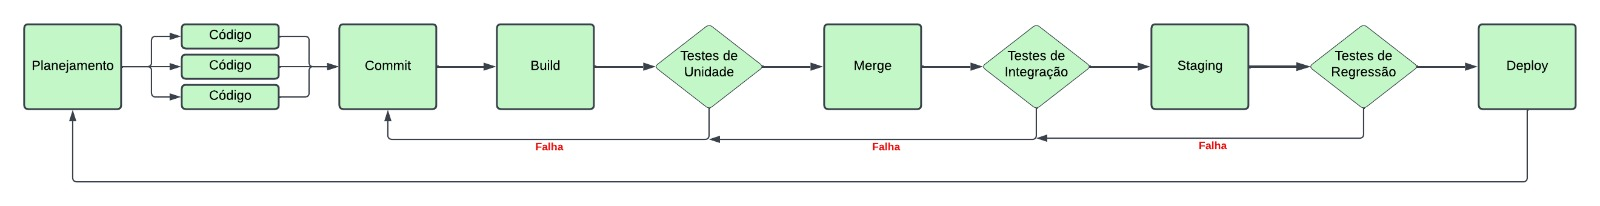 Planejamento
Código
Código
Código
Commit
Build
Testes de
Unidade
Merge
Testes de
Integração
Staging
Testes de
Regressão
Deploy
Falha
Falha
Falha